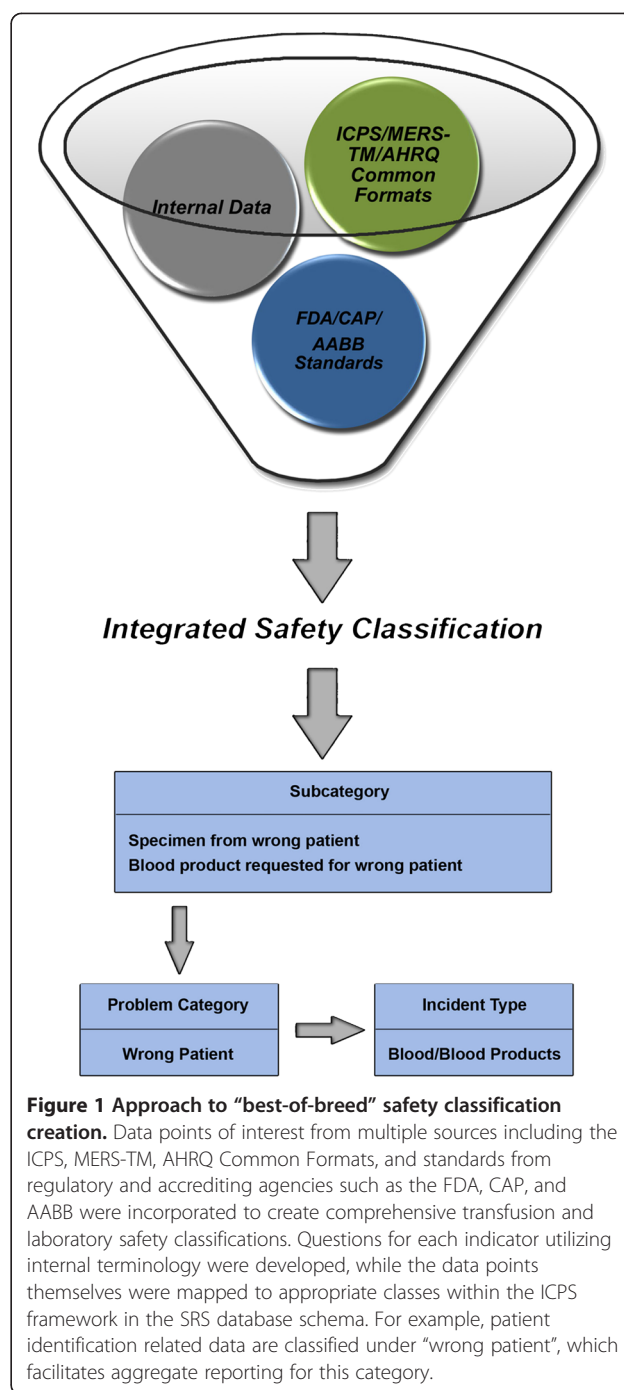 ICPS/MERS-
TM/AHRQ
Common
Formats
Internal Data
FDA/CAP/
AABB
Standards
Integrated Safety Classification
Subcategory
Specimen from wrong patient
Blood product requested for wrong patient
Problem Category
Wrong Patient
Incident Type
Blood/Blood Products
Figure 1 Approach to “best-of-breed” safety classification
creation. Data points of interest from multiple sources including the
ICPS, MERS-TM, AHRQ Common Formats, and standards from
regulatory and accrediting agencies such as the FDA, CAP, and
AABB were incorporated to create comprehensive transfusion and
laboratory safety classifications. Questions for each indicator utilizing
internal terminology were developed, while the data points
themselves were mapped to appropriate classes within the ICPS
framework in the SRS database schema. For example, patient
identification related data are classified under “wrong patient”, which
facilitates aggregate reporting for this category.